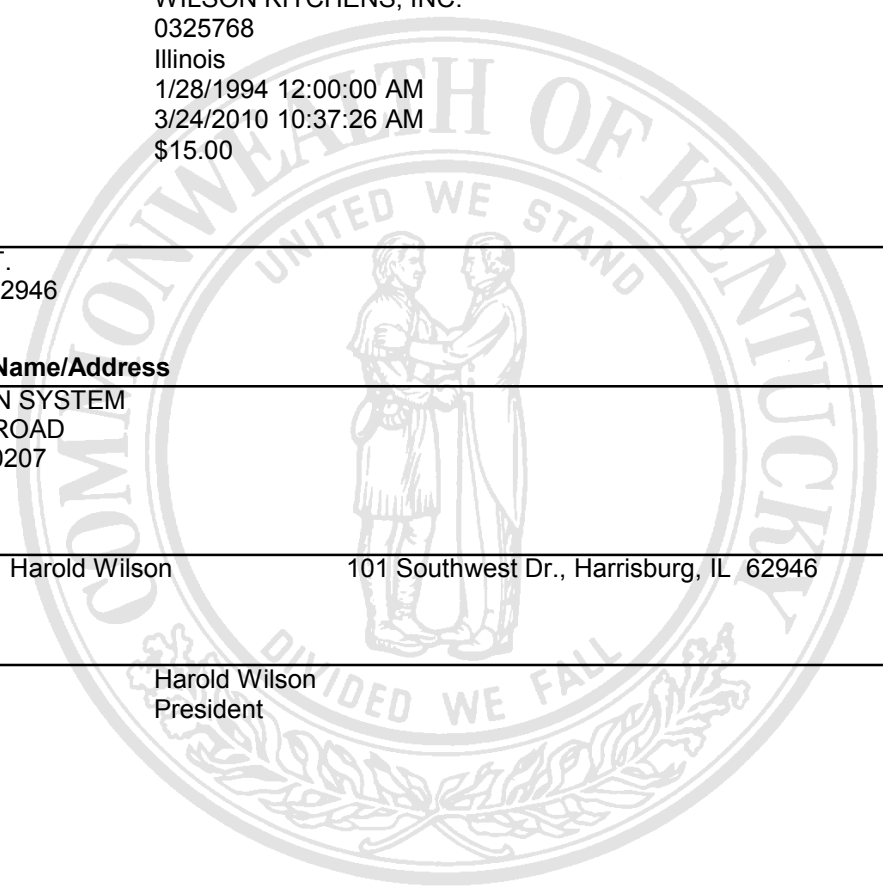 WILSON KITCHENS, INC.
0325768
Illinois
1/28/1994 12:00:00 AM
3/24/2010 10:37:26 AM
$15.00
T.
2946
Name/Address
N SYSTEM
ROAD
0207
Harold Wilson 101 Southwest Dr., Harrisburg, IL 62946
Harold Wilson
President
COMMONWEALTH OF KENTUCKY
UNITED WE STAND
DIVIDED WE FALL